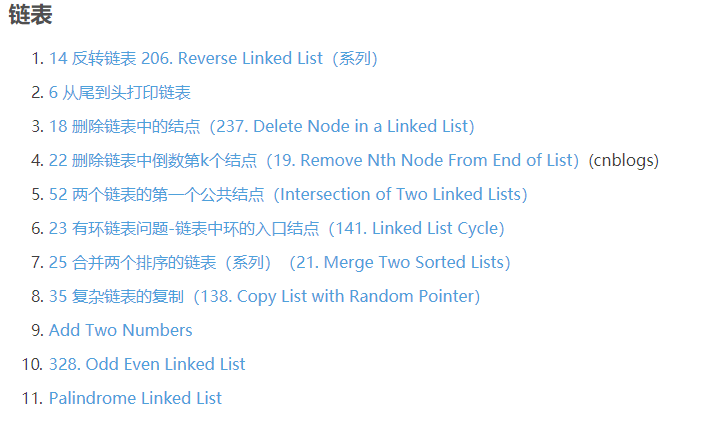 链表
1. 14 反转链表 206. Reverse Linked List（系列）
2. 6 从尾到头打印链表
3. 18 删除链表中的结点（237. Delete Node in a Linked List）
4. 22 删除链表中倒数第k个结点（19. Remove Nth Node From End of List）(cnblogs)
5. 52 两个链表的第一个公共结点（Intersection of Two Linked Lists）
6. 23 有环链表问题-链表中环的入口结点（141. Linked List Cycle）
7. 25 合并两个排序的链表（系列）（21. Merge Two Sorted Lists）
8. 35 复杂链表的复制（138. Copy List with Random Pointer）
9. Add Two Numbers
10. 328. Odd Even Linked List
11. Palindrome Linked List